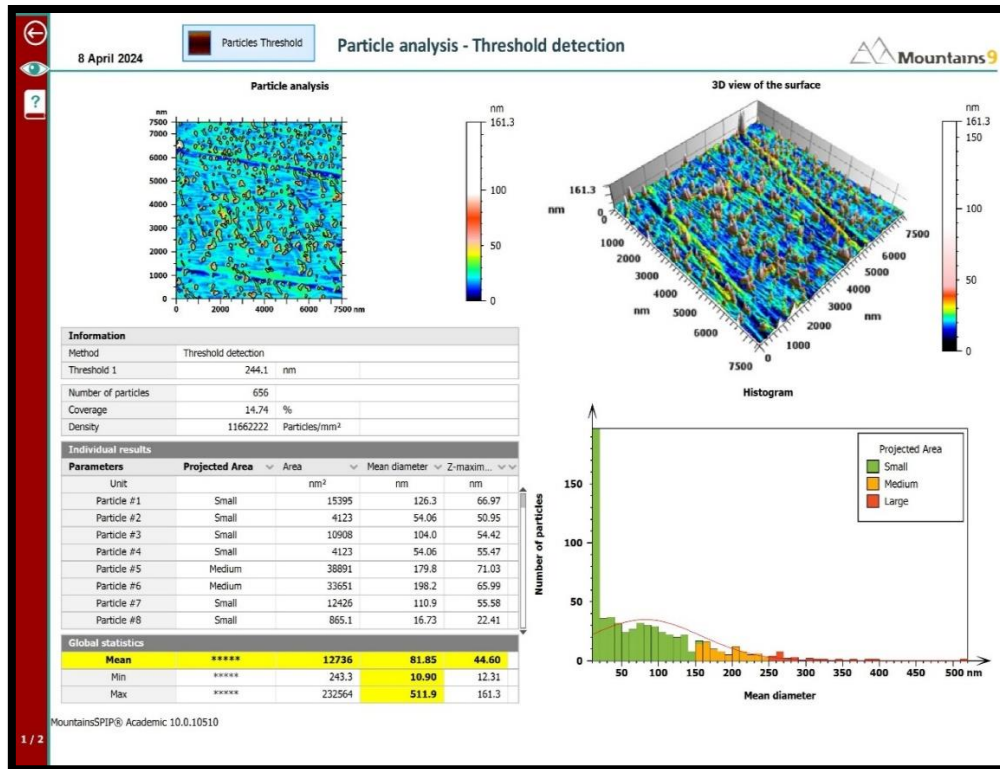 8 April 2024
Particles Threshold
Particle analysis - Threshold detection
Mountains9
Particle analysis
nm
7500
6000
5000
4000
3000
2000
1000
0
0 2000 4000 7500 nm
nm
161.3
100
50
0
3D view of the surface
161.3
nm
0
0
1000
2000
3000
4000
nm
5000
6000
7500
7500
6000
5000
4000
nm
3000
2000
1000
0
nm
161.3
150
100
50
0
Information
Method Threshold detection
Threshold 1 244.1 nm
Number of particles 656
Coverage 14.74 %
Density 11662222 Particles/mm²
Individual results
Parameters Projected Area Area Mean diameter Z-maxim...
Unit nm² nm nm
Particle #1 Small 15395 126.3 66.97
Particle #2 Small 4123 54.06 50.95
Particle #3 Small 10908 104.0 54.42
Particle #4 Small 4123 54.06 55.47
Particle #5 Medium 38891 179.8 71.03
Particle #6 Medium 33651 198.2 65.99
Particle #7 Small 12426 110.9 55.58
Particle #8 Small 865.1 16.73 22.41
Global statistics
Mean ***** 12736 81.85 44.60
Min ***** 243.3 10.90 12.31
Max ***** 232564 511.9 161.3
Histogram
Number of particles
150
100
50
0
Projected Area
Small
Medium
Large
50 100 150 200 250 300 350 400 450 500 nm
Mean diameter
MountainsSPIP® Academic 10.0.10510
1 / 2